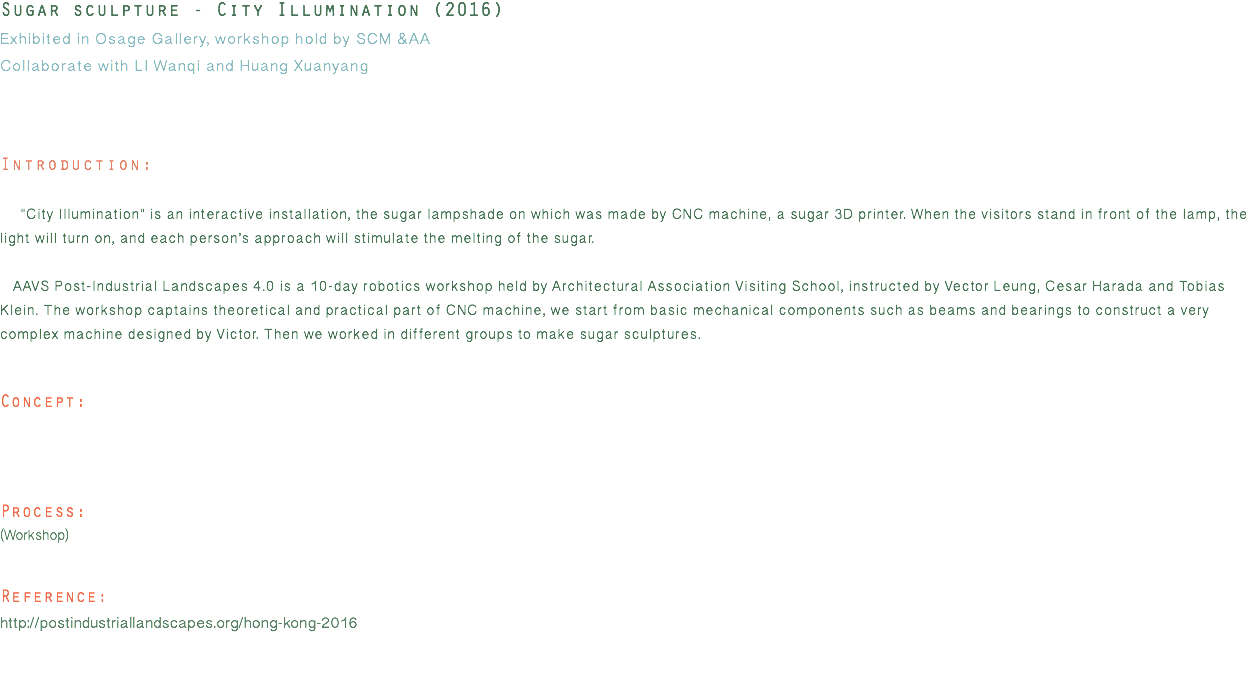 Sugar sculpture - City Illumination (2016)
Exhibited in Osage Gallery, workshop hold by SCM &AA
Collaborate with LI Wanqi and Huang Xuanyang
Introduction:
"City Illumination" is an interactive installation, the sugar lampshade on which was made by CNC machine, a sugar 3D printer. When the visitors stand in front of the lamp, the
light will turn on, and each person's approach will stimulate the melting of the sugar.
AAVS Post-Industrial Landscapes 4.0 is a 10-day robotics workshop held by Architectural Association Visiting School, instructed by Vector Leung, Cesar Harada and Tobias
Klein. The workshop captains theoretical and practical part of CNC machine, we start from basic mechanical components such as beams and bearings to construct a very
complex machine designed by Victor. Then we worked in different groups to make sugar sculptures.
Concept:
Process:
(Workshop)
Reference:
http://postindustriallandscapes.org/hong-kong-2016